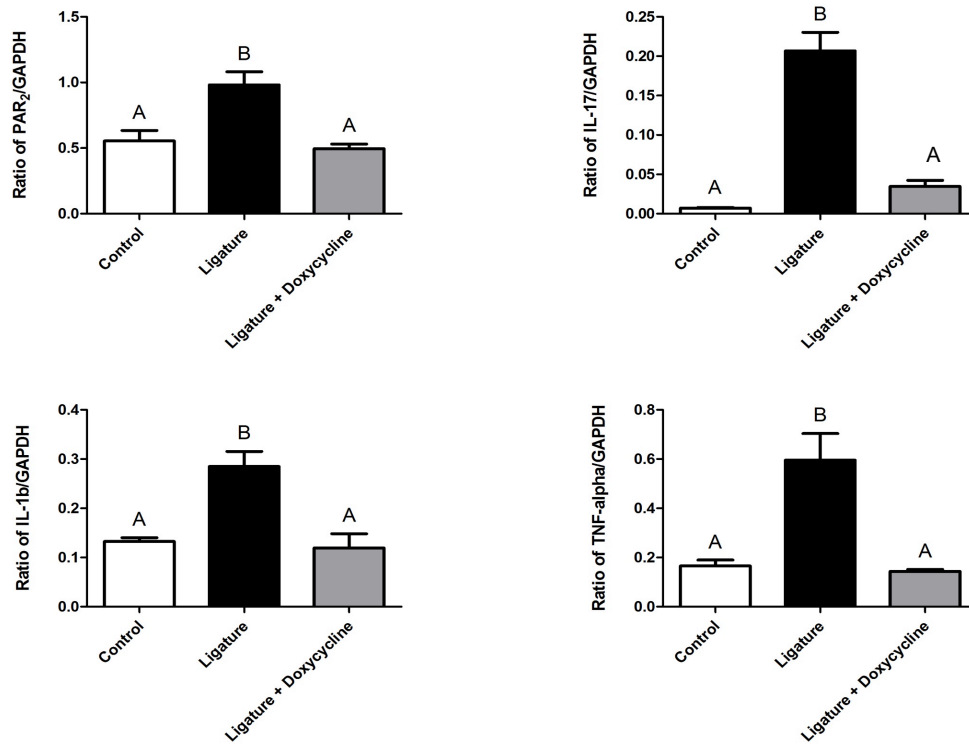 Ratio of PAR₂/GAPDH
1.5
1.0
0.5
0.0
A
B
A
Control
Ligature
Ligature + Doxycycline
Ratio of IL-17/GAPDH
0.20
0.15
0.10
0.05
0.00
A
B
A
Control
Ligature
Ligature + Doxycycline
Ratio of IL-1b/GAPDH
0.4
0.3
0.2
0.1
0.0
A
B
A
Control
Ligature
Ligature + Doxycycline
Ratio of TNF-alpha/GAPDH
0.8
0.6
0.4
0.2
0.0
A
B
A
Control
Ligature
Ligature + Doxycycline